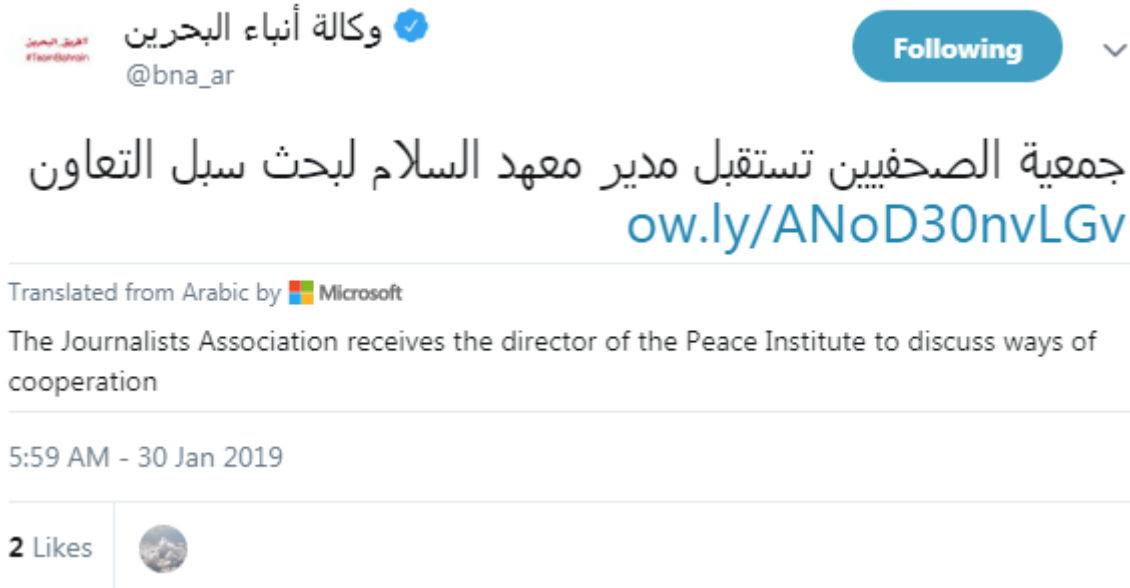 وكالة أنباء البحرين
@bna_ar
#فريق_البحرين
#TeamBahrain
Following
جمعية الصحفيين تستقبل مدير معهد السلام لبحث سبل التعاون
ow.ly/ANoD30nvLGv
Translated from Arabic by Microsoft
The Journalists Association receives the director of the Peace Institute to discuss ways of
cooperation
5:59 AM - 30 Jan 2019
2 Likes